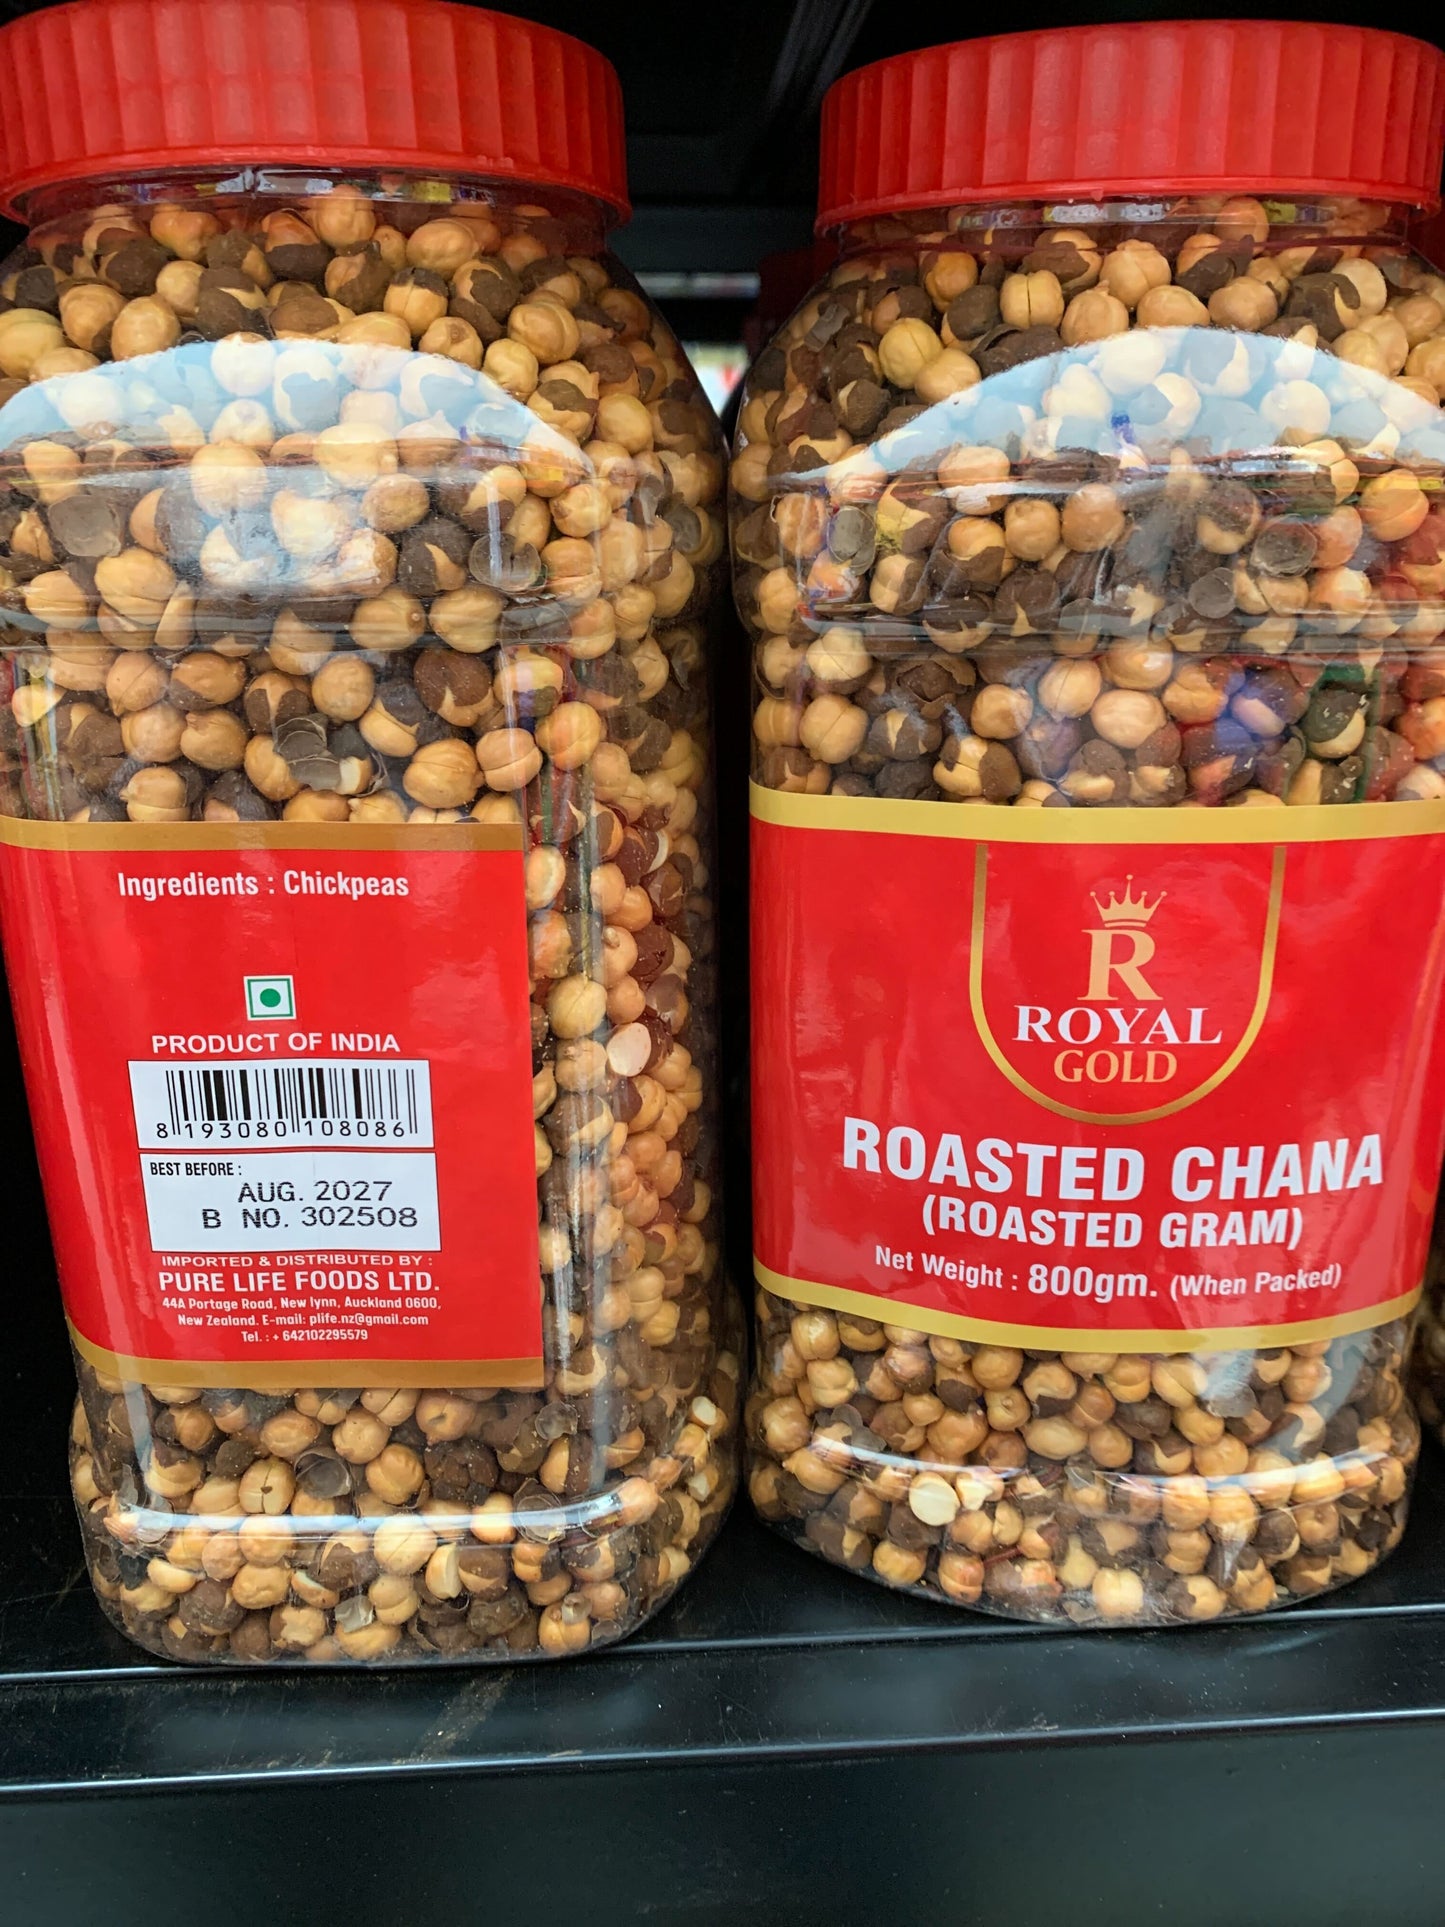 Ingredients : Chickpeas
PRODUCT OF INDIA
8 193080 108086
BEST BEFORE :
AUG. 2027
B NO. 302508
IMPORTED & DISTRIBUTED BY :
PURE LIFE FOODS LTD.
44A Portage Road, New lynn, Auckland 0600,
New Zealand. E-mail: plife.nz@gmail.com
Tel. : + 642102295579
R
ROYAL
GOLD
ROASTED CHANA
(ROASTED GRAM)
Net Weight : 800gm. (When Packed)